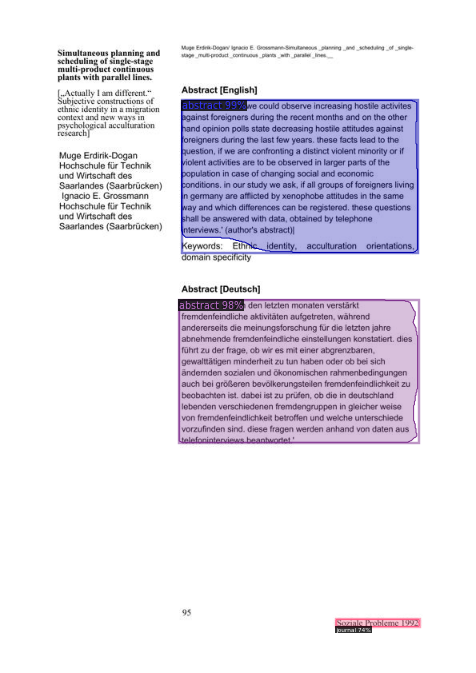 Muge Erdirik-Dogan/ Ignacio E. Grossmann-Simultaneous _planning _and _scheduling _of _single-
stage _multi-product _continuous _plants _with _parallel _lines.__
Simultaneous planning and
scheduling of single-stage
multi-product continuous
plants with parallel lines.
[„Actually I am different.“
Subjective constructions of
ethnic identity in a migration
context and new ways in
psychological acculturation
research]
Muge Erdirik-Dogan
Hochschule für Technik
und Wirtschaft des
Saarlandes (Saarbrücken)
Ignacio E. Grossmann
Hochschule für Technik
und Wirtschaft des
Saarlandes (Saarbrücken)
Abstract [English]
abstract 99% we could observe increasing hostile activites
against foreigners during the recent months and on the other
hand opinion polls state decreasing hostile attitudes against
foreigners during the last few years. these facts lead to the
question, if we are confronting a distinct violent minority or if
violent activities are to be observed in larger parts of the
population in case of changing social and economic
conditions. in our study we ask, if all groups of foreigners living
in germany are afflicted by xenophobe attitudes in the same
way and which differences can be registered. these questions
shall be answered with data, obtained by telephone
interviews.' (author's abstract)|
Keywords: Ethnic identity, acculturation orientations,
domain specificity
Abstract [Deutsch]
abstract 98% den letzten monaten verstärkt
fremdenfeindliche aktivitäten aufgetreten, während
andererseits die meinungsforschung für die letzten jahre
abnehmende fremdenfeindliche einstellungen konstatiert. dies
führt zu der frage, ob wir es mit einer abgrenzbaren,
gewalttätigen minderheit zu tun haben oder ob bei sich
ändernden sozialen und ökonomischen rahmenbedingungen
auch bei größeren bevölkerungsteilen fremdenfeindlichkeit zu
beobachten ist. dabei ist zu prüfen, ob die in deutschland
lebenden verschiedenen fremdengruppen in gleicher weise
von fremdenfeindlichkeit betroffen und welche unterschiede
vorzufinden sind. diese fragen werden anhand von daten aus
telefoninterviews beantwortet.'
95
Soziale Probleme 1992
journal 74%